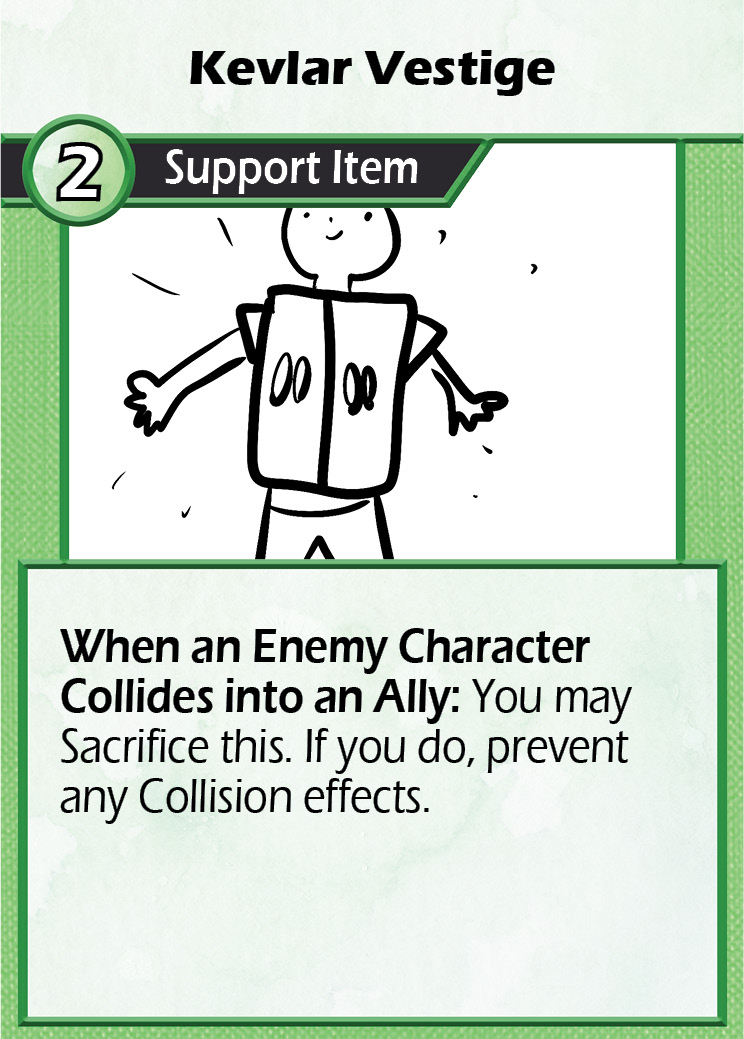 Kevlar Vestige
2
Support Item
When an Enemy Character
Collides into an Ally: You may
Sacrifice this. If you do, prevent
any Collision effects.